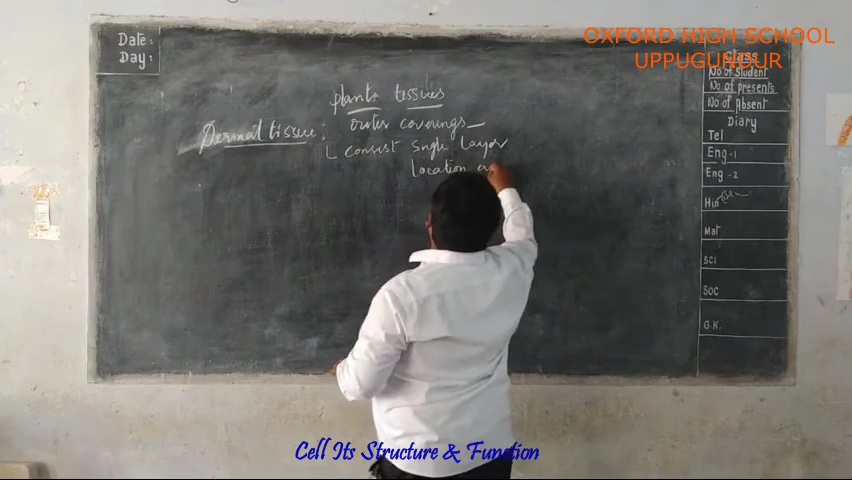 OXFORD HIGH SCHOOL
UPPUGUNDUR
Date:
Day:
plants tissues
Dermal tissue: outer coverings
consist single layer
Location
Class
No of Student
No of presents
No of Absent
Diary
Tel
Eng-1
Eng-2
Hin
Mat
SCI
SOC
G.K.
Cell Its Structure & Function